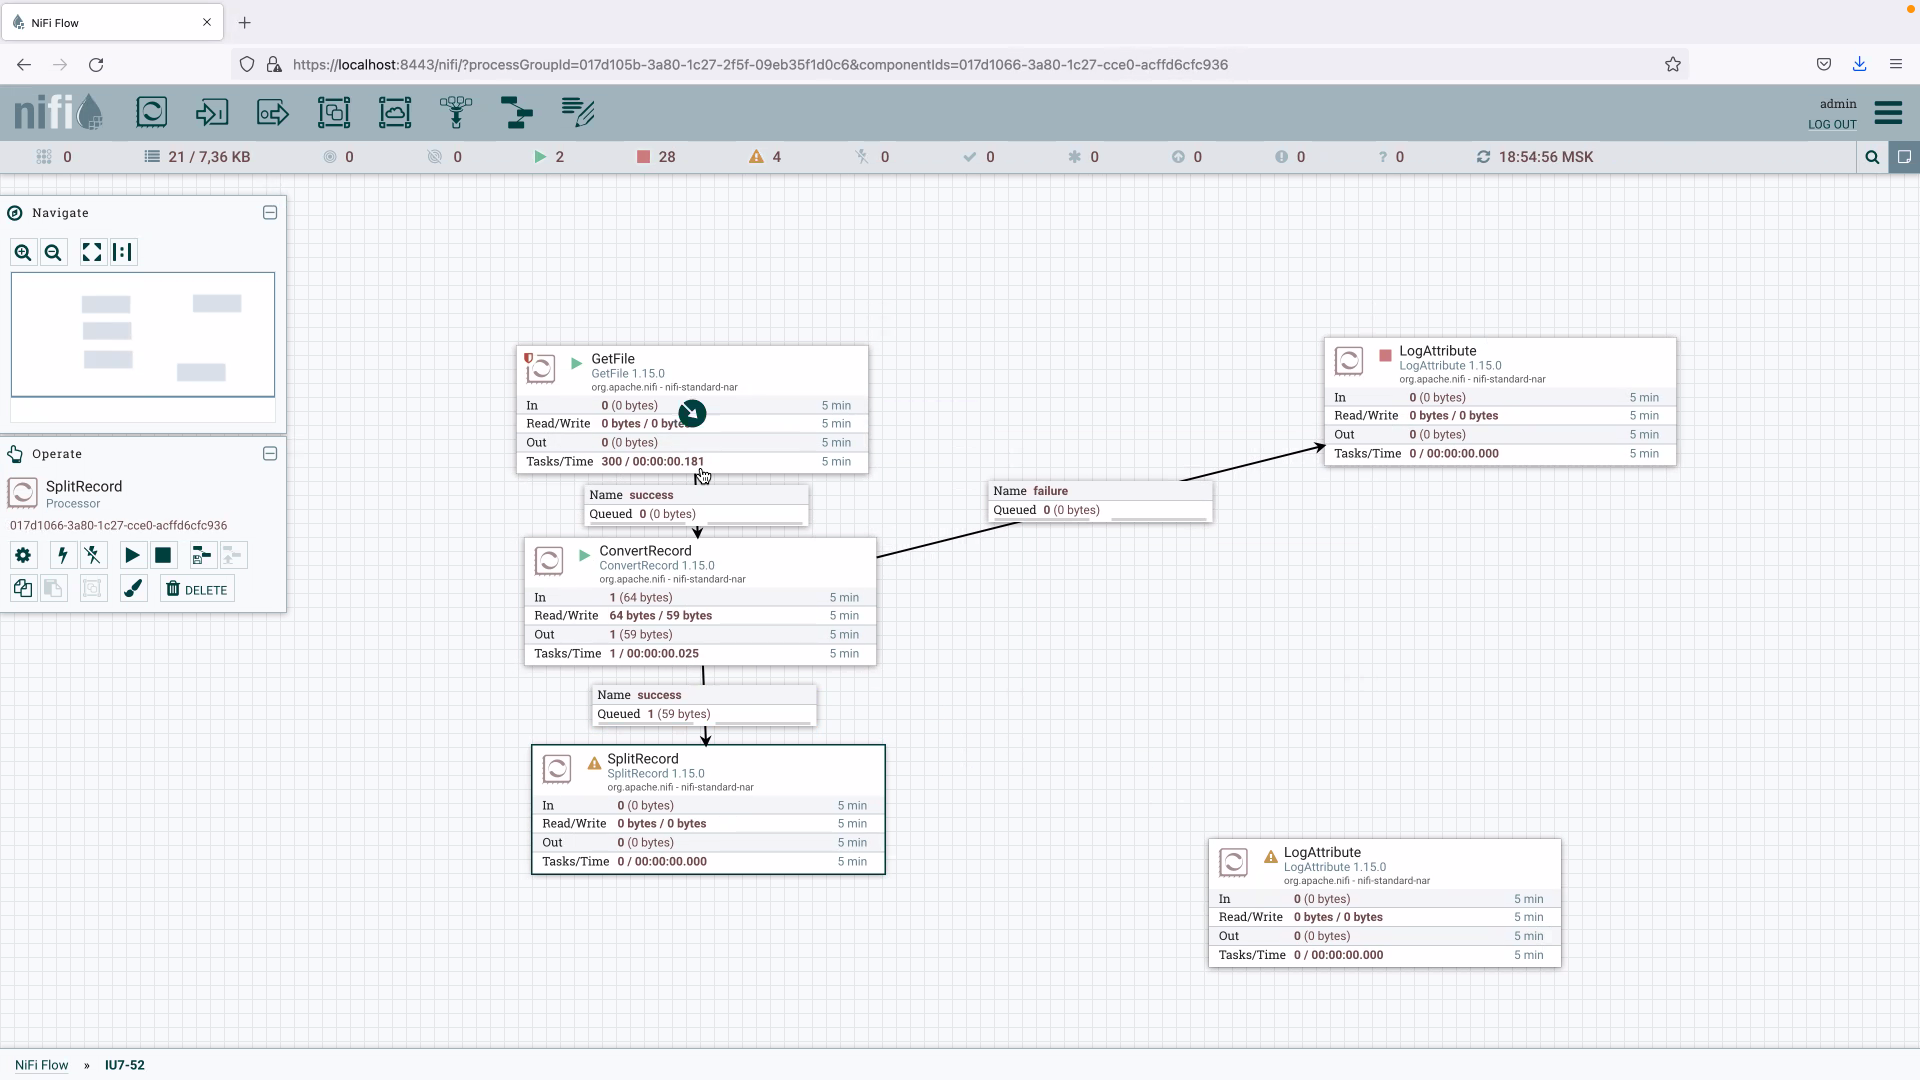 NiFi Flow
https://localhost:8443/nifi/?processGroupId=017d105b-3a80-1c27-2f5f-09eb35f1d0c6&componentIds=017d1066-3a80-1c27-cce0-acffd6cfc936
nifi
admin
LOG OUT
0 21 / 7,36 KB 0 0 2 28 4 0 0 0 0 0 ? 0 18:54:56 MSK
Navigate
Operate
SplitRecord
Processor
017d1066-3a80-1c27-cce0-acffd6cfc936
DELETE
GetFile
GetFile 1.15.0
org.apache.nifi - nifi-standard-nar
In 0 (0 bytes) 5 min
Read/Write 0 bytes / 0 bytes 5 min
Out 0 (0 bytes) 5 min
Tasks/Time 300 / 00:00:00.181 5 min
Name success
Queued 0 (0 bytes)
ConvertRecord
ConvertRecord 1.15.0
org.apache.nifi - nifi-standard-nar
In 1 (64 bytes) 5 min
Read/Write 64 bytes / 59 bytes 5 min
Out 1 (59 bytes) 5 min
Tasks/Time 1 / 00:00:00.025 5 min
Name success
Queued 1 (59 bytes)
SplitRecord
SplitRecord 1.15.0
org.apache.nifi - nifi-standard-nar
In 0 (0 bytes) 5 min
Read/Write 0 bytes / 0 bytes 5 min
Out 0 (0 bytes) 5 min
Tasks/Time 0 / 00:00:00.000 5 min
Name failure
Queued 0 (0 bytes)
LogAttribute
LogAttribute 1.15.0
org.apache.nifi - nifi-standard-nar
In 0 (0 bytes) 5 min
Read/Write 0 bytes / 0 bytes 5 min
Out 0 (0 bytes) 5 min
Tasks/Time 0 / 00:00:00.000 5 min
LogAttribute
LogAttribute 1.15.0
org.apache.nifi - nifi-standard-nar
In 0 (0 bytes) 5 min
Read/Write 0 bytes / 0 bytes 5 min
Out 0 (0 bytes) 5 min
Tasks/Time 0 / 00:00:00.000 5 min
NiFi Flow » IU7-52